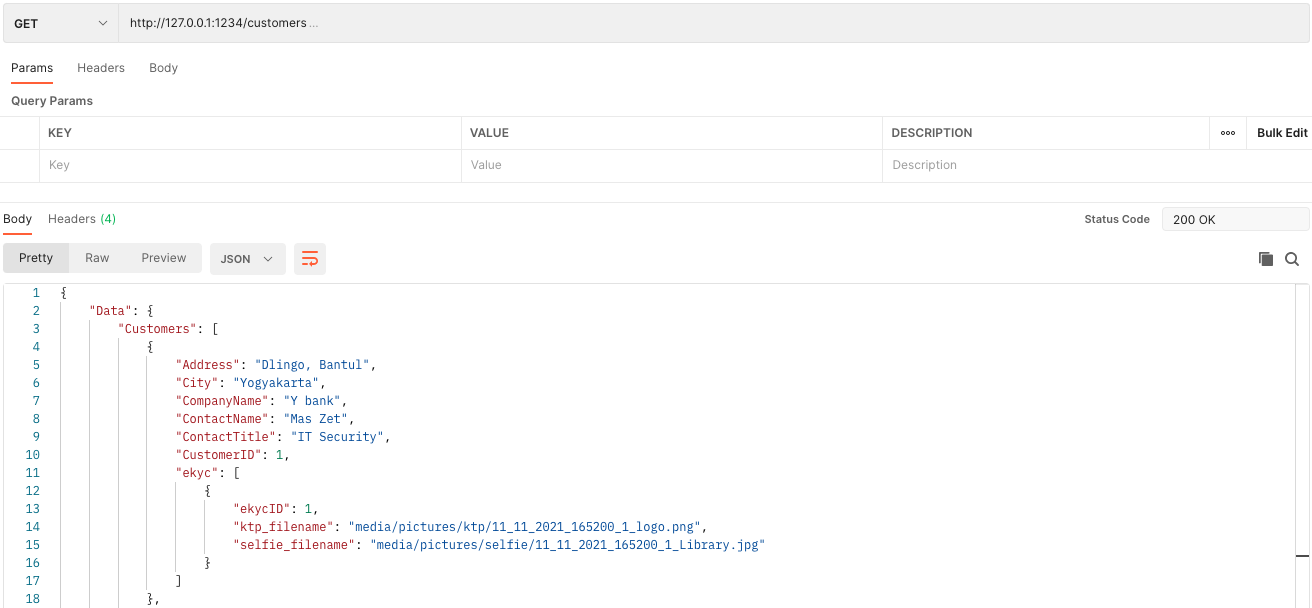 GET http://127.0.0.1:1234/customers ...
Params Headers Body
Query Params
KEY VALUE DESCRIPTION ooo Bulk Edit
Key Value Description
Body Headers (4) Status Code 200 OK
Pretty Raw Preview JSON
1 {
2 "Data": {
3 "Customers": [
4 {
5 "Address": "Dlingo, Bantul",
6 "City": "Yogyakarta",
7 "CompanyName": "Y bank",
8 "ContactName": "Mas Zet",
9 "ContactTitle": "IT Security",
10 "CustomerID": 1,
11 "ekyc": [
12 {
13 "ekycID": 1,
14 "ktp_filename": "media/pictures/ktp/11_11_2021_165200_1_logo.png",
15 "selfie_filename": "media/pictures/selfie/11_11_2021_165200_1_Library.jpg"
16 }
17 ]
18 },